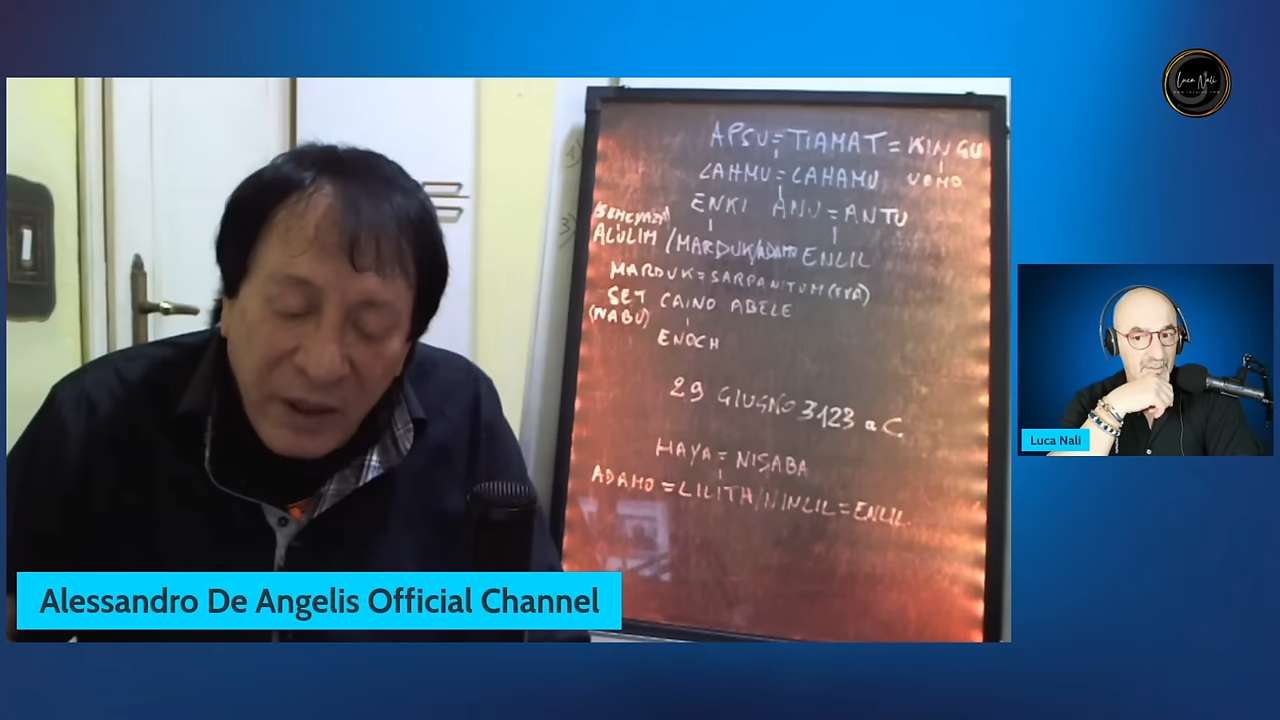 APSU = TIAMAT = KINGU
LAHMU = LAHAMU UOMO
ENKI ANU = ANTU
(SEMEYAZA)
ALULIM / MARDUK/ADAMO ENLIL
MARDUK = SARPANITUM (EVA)
SET CAINO ABELE
(NABU)
ENOCH
29 GIUGNO 3123 a.C.
HAYA = NISABA
ADAMO = LILITH/NINLIL = ENLIL
Alessandro De Angelis Official Channel
Luca Nali
Luca Nali